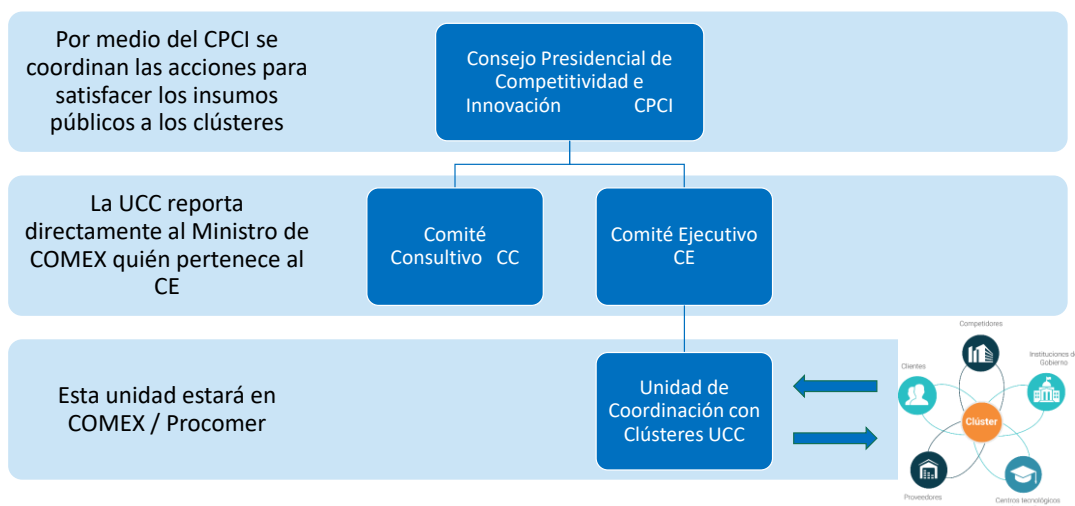 Por medio del CPCI se
coordinan las acciones para
satisfacer los insumos
públicos a los clústeres
Consejo Presidencial de
Competitividad e
Innovación CPCI
La UCC reporta
directamente al Ministro de
COMEX quién pertenece al
CE
Comité
Consultivo CC
Comité Ejecutivo
CE
Esta unidad estará en
COMEX / Procomer
Unidad de
Coordinación con
Clústeres UCC
Competidores
Clientes
Instituciones de
Gobierno
Clúster
Proveedores
Centros tecnológicos